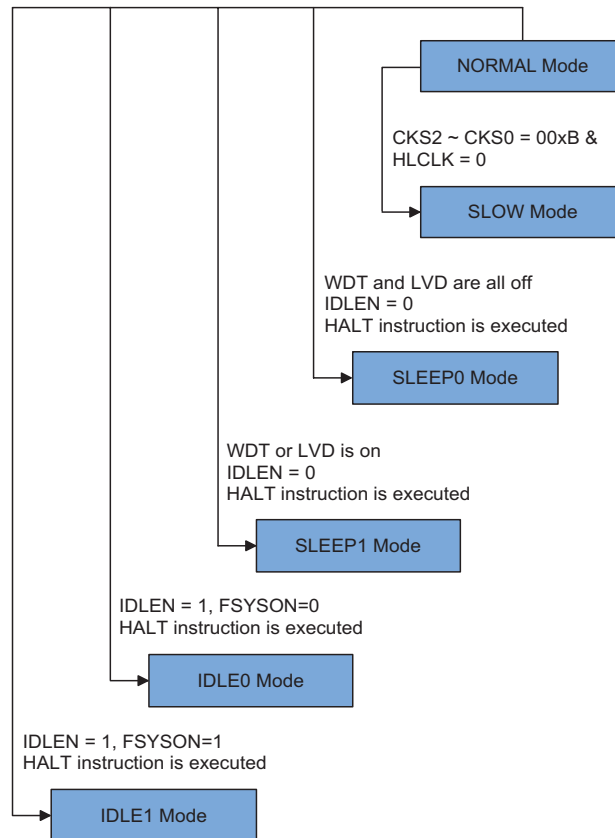 NORMAL Mode
CKS2 ~ CKS0 = 00xB &
HLCLK = 0
SLOW Mode
WDT and LVD are all off
IDLEN = 0
HALT instruction is executed
SLEEP0 Mode
WDT or LVD is on
IDLEN = 0
HALT instruction is executed
SLEEP1 Mode
IDLEN = 1, FSYSON=0
HALT instruction is executed
IDLE0 Mode
IDLEN = 1, FSYSON=1
HALT instruction is executed
IDLE1 Mode